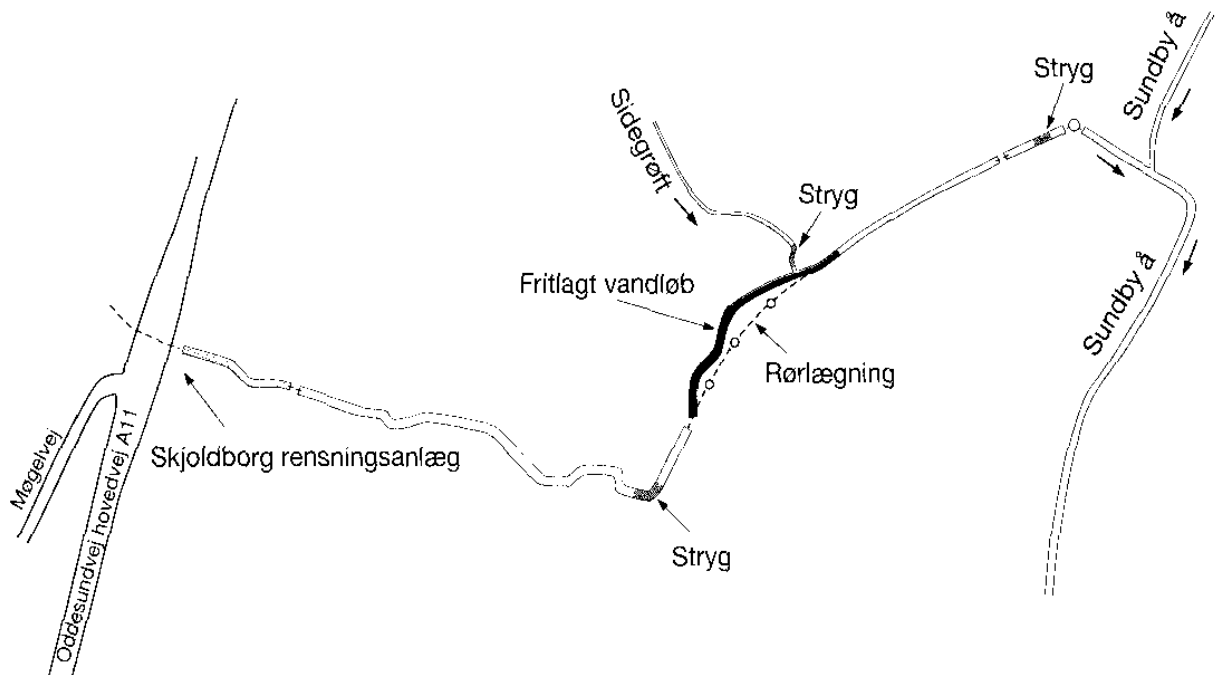 Stryg
Sundby å
Sidegrøft
Stryg
Fritlagt vandløb
Sundby å
Rørlægning
Skjoldborg rensningsanlæg
Møgelvej
Oddesundvej hovedvej A11
Stryg